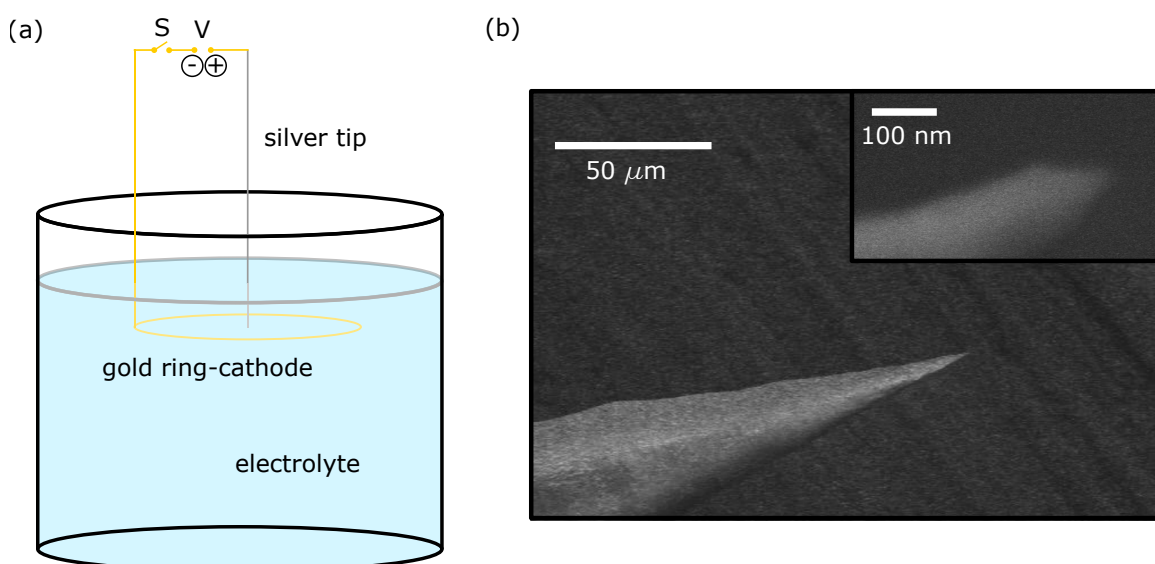 (a)
S V
- +
silver tip
gold ring-cathode
electrolyte
(b)
50 μm
100 nm